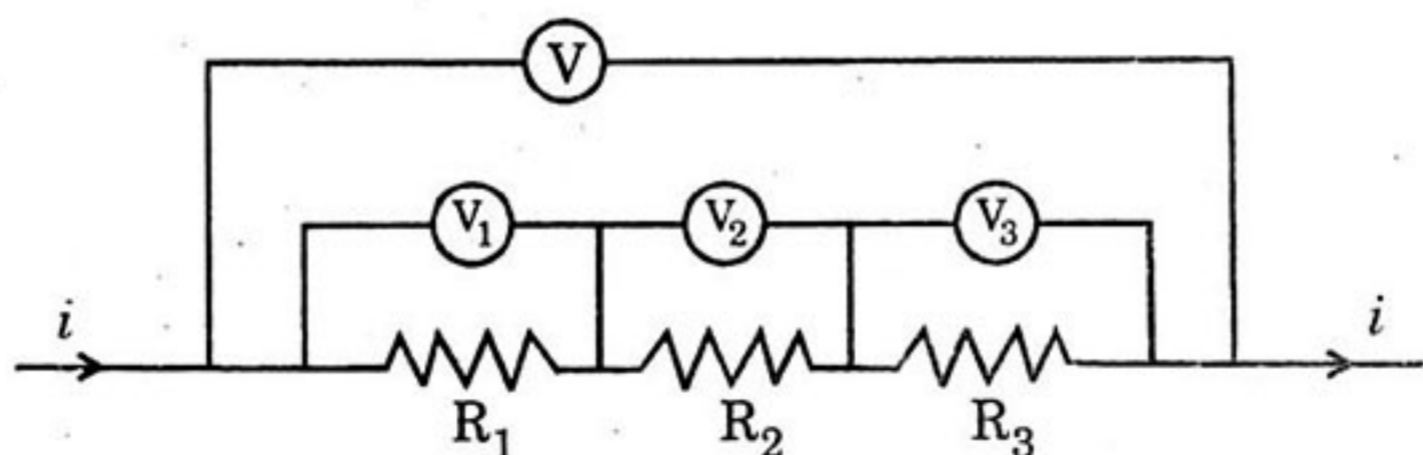 V
V₁ V₂ V₃
i i
R₁ R₂ R₃